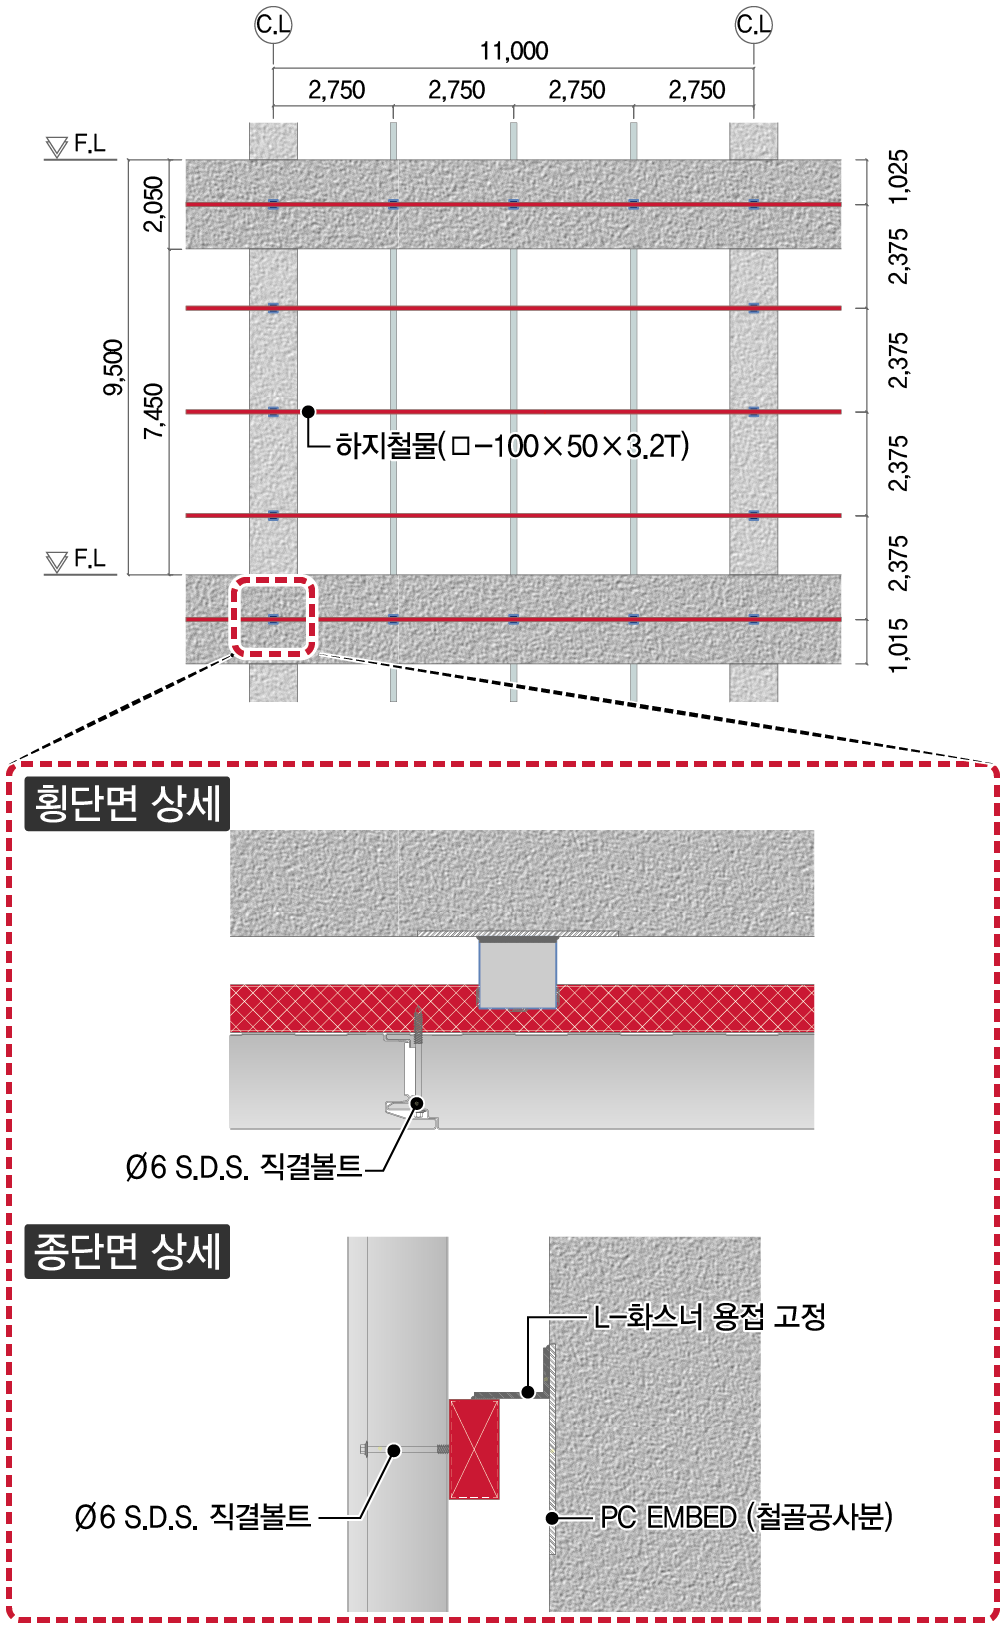 C.L
C.L
11,000
2,750
2,750
2,750
2,750
F.L
2,050
1,025
2,375
9,500
7,450
2,375
하지철물(ㅁ-100×50×3.2T)
2,375
F.L
2,375
1,015
횡단면 상세
Ø6 S.D.S. 직결볼트
종단면 상세
L-화스너 용접 고정
Ø6 S.D.S. 직결볼트
PC EMBED (철골공사분)